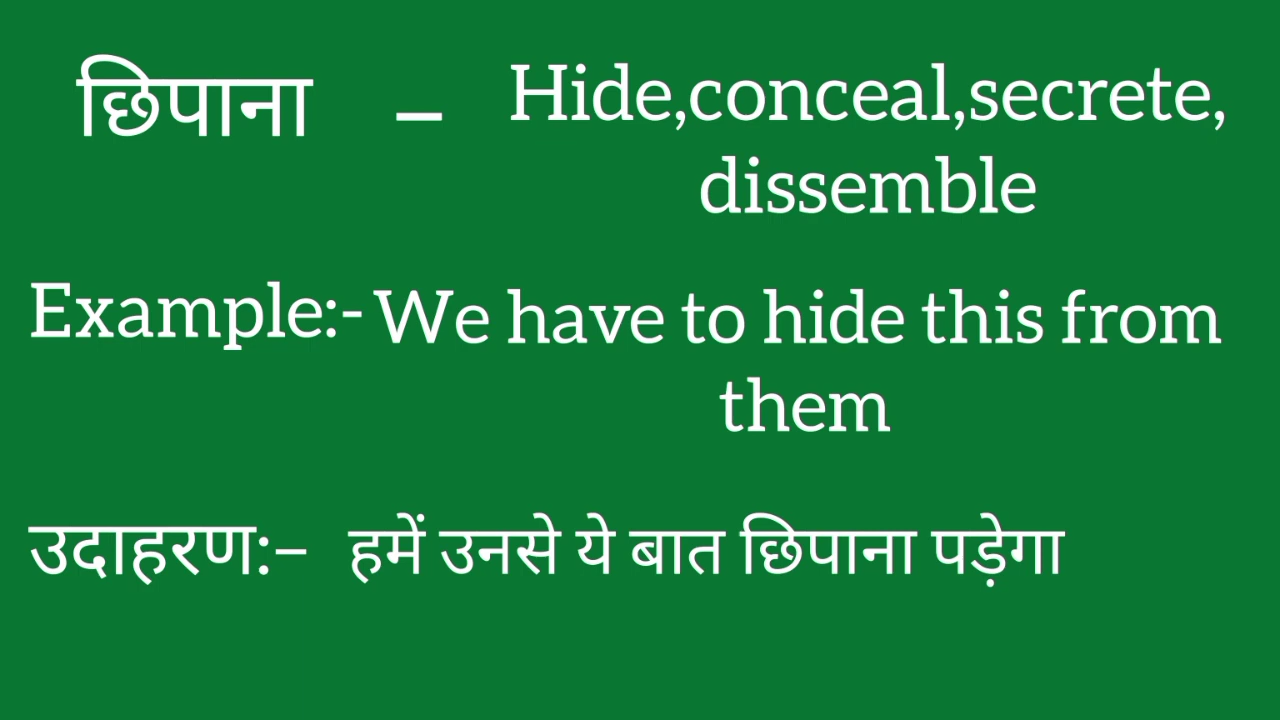 छिपाना – Hide,conceal,secrete,
dissemble
Example:- We have to hide this from
them
उदाहरण:– हमें उनसे ये बात छिपाना पड़ेगा